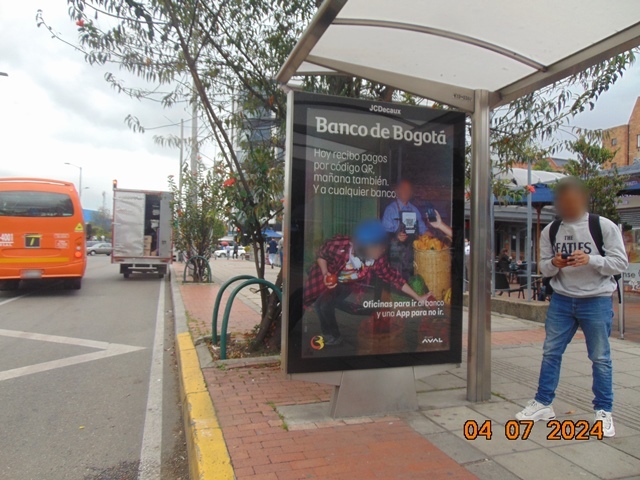 JCDecaux
Banco de Bogotá
Hoy recibo pagos
por código QR,
mañana también.
Y a cualquier banco
Oficinas para ir al banco
y una App para no ir.
AVAL
THE
BEATLES
04 07 2024